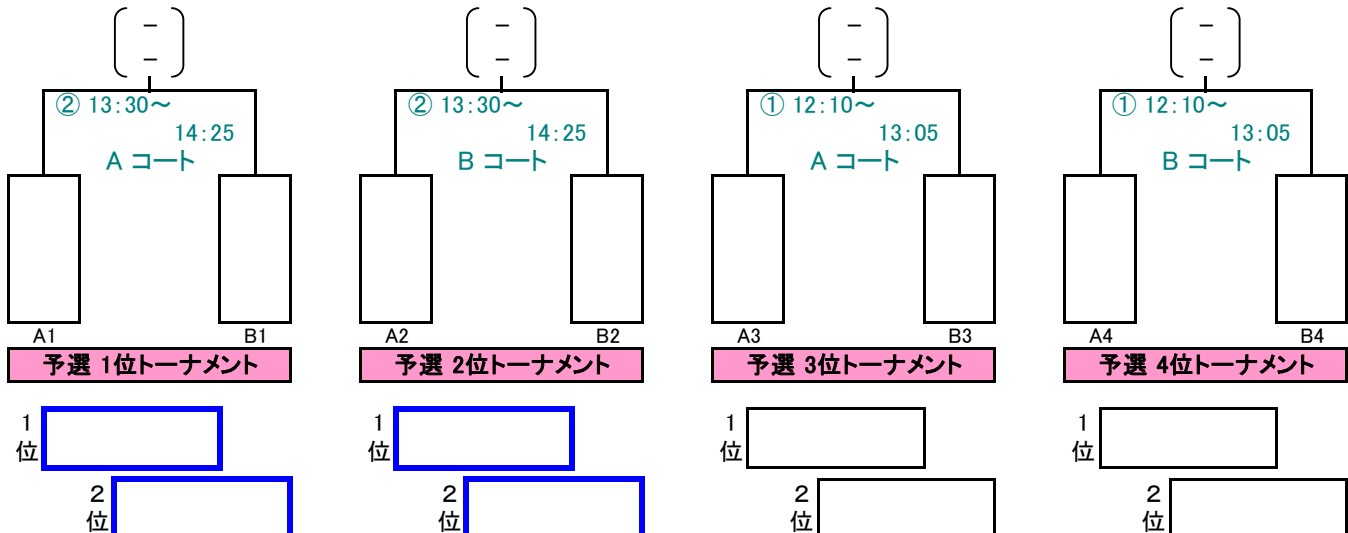 － － － －
－ － － －
② 13:30～ ② 13:30～ ① 12:10～ ① 12:10～
14:25 14:25 13:05 13:05
A コート B コート A コート B コート
A1 B1 A2 B2 A3 B3 A4 B4
予選 1位トーナメント 予選 2位トーナメント 予選 3位トーナメント 予選 4位トーナメント
1 1 1 1
位 位 位 位
2 2 2 2
位 位 位 位